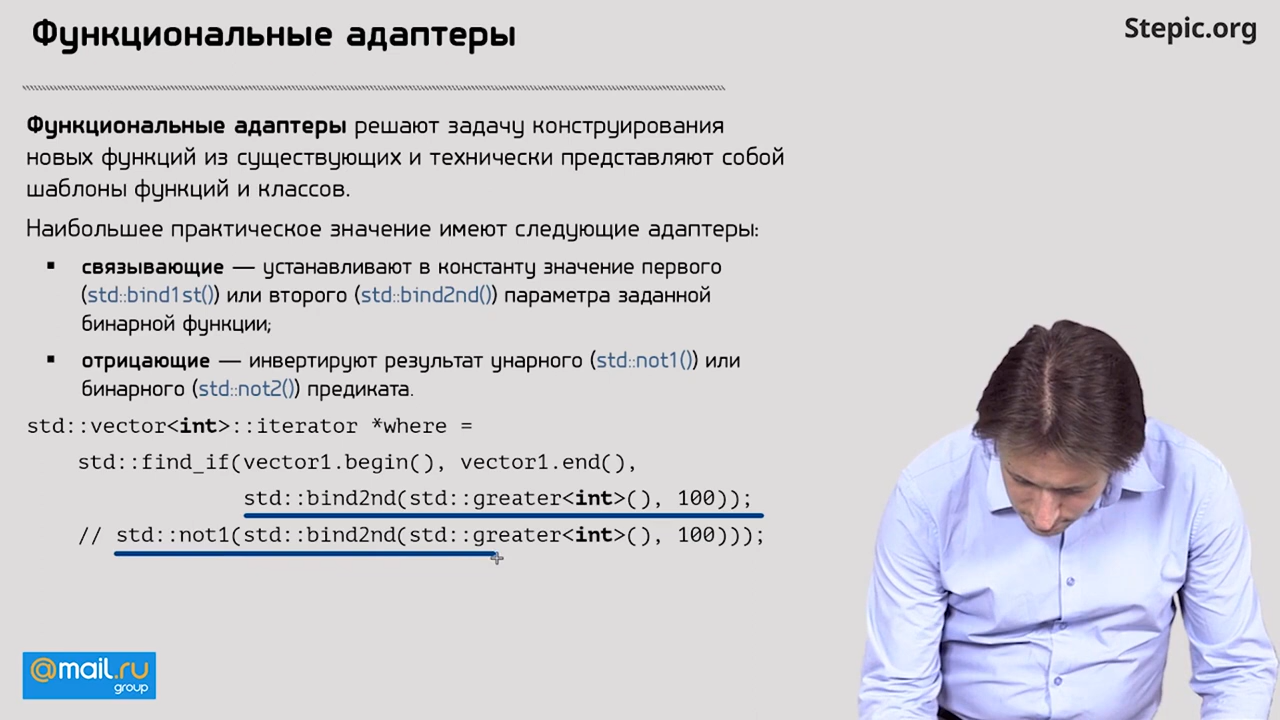 Функциональные адаптеры
Stepic.org
Функциональные адаптеры решают задачу конструирования
новых функций из существующих и технически представляют собой
шаблоны функций и классов.
Наибольшее практическое значение имеют следующие адаптеры:
▪ связывающие — устанавливают в константу значение первого
(std::bind1st()) или второго (std::bind2nd()) параметра заданной
бинарной функции;
▪ отрицающие — инвертируют результат унарного (std::not1()) или
бинарного (std::not2()) предиката.
std::vector<int>::iterator *where =
std::find_if(vector1.begin(), vector1.end(),
std::bind2nd(std::greater<int>(), 100));
// std::not1(std::bind2nd(std::greater<int>(), 100)));
@mail.ru
group